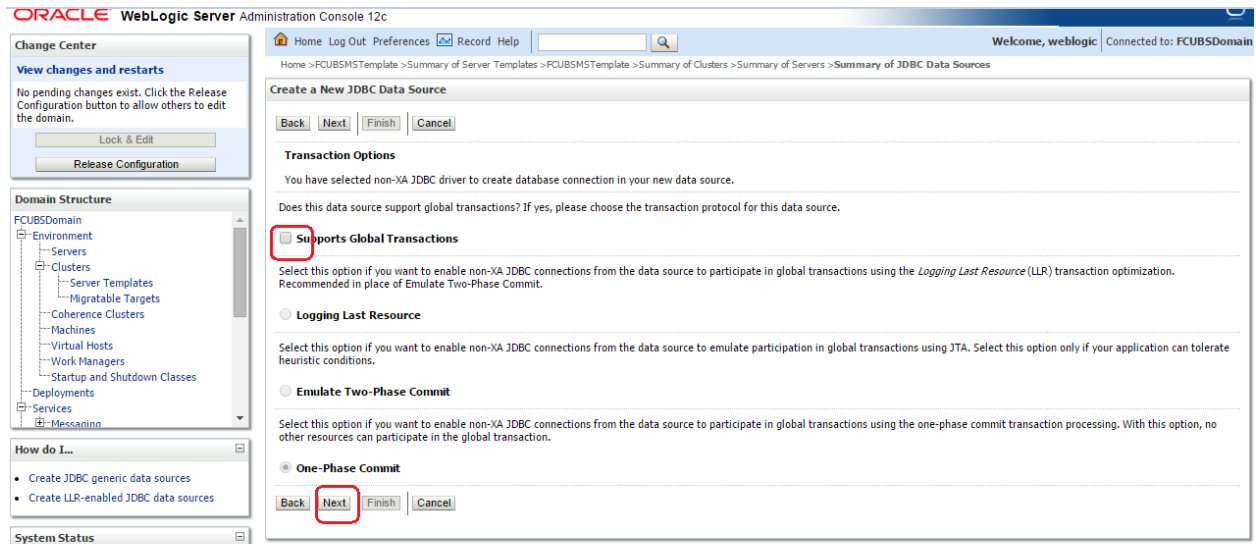 ORACLE WebLogic Server Administration Console 12c
Change Center
View changes and restarts
No pending changes exist. Click the Release
Configuration button to allow others to edit
the domain.
Lock & Edit
Release Configuration
Domain Structure
FCUBSDomain
Environment
Servers
Clusters
Server Templates
Migratable Targets
Coherence Clusters
Machines
Virtual Hosts
Work Managers
Startup and Shutdown Classes
Deployments
Services
Messaging
How do I...
Create JDBC generic data sources
Create LLR-enabled JDBC data sources
System Status
Home Log Out Preferences Record Help
Welcome, weblogic Connected to: FCUBSDomain
Home >FCUBSMSTemplate >Summary of Server Templates >FCUBSMSTemplate >Summary of Clusters >Summary of Servers >Summary of JDBC Data Sources
Create a New JDBC Data Source
Back Next Finish Cancel
Transaction Options
You have selected non-XA JDBC driver to create database connection in your new data source.
Does this data source support global transactions? If yes, please choose the transaction protocol for this data source.
Supports Global Transactions
Select this option if you want to enable non-XA JDBC connections from the data source to participate in global transactions using the Logging Last Resource (LLR) transaction optimization.
Recommended in place of Emulate Two-Phase Commit.
Logging Last Resource
Select this option if you want to enable non-XA JDBC connections from the data source to emulate participation in global transactions using JTA. Select this option only if your application can tolerate
heuristic conditions.
Emulate Two-Phase Commit
Select this option if you want to enable non-XA JDBC connections from the data source to participate in global transactions using the one-phase commit transaction processing. With this option, no
other resources can participate in the global transaction.
One-Phase Commit
Back Next Finish Cancel